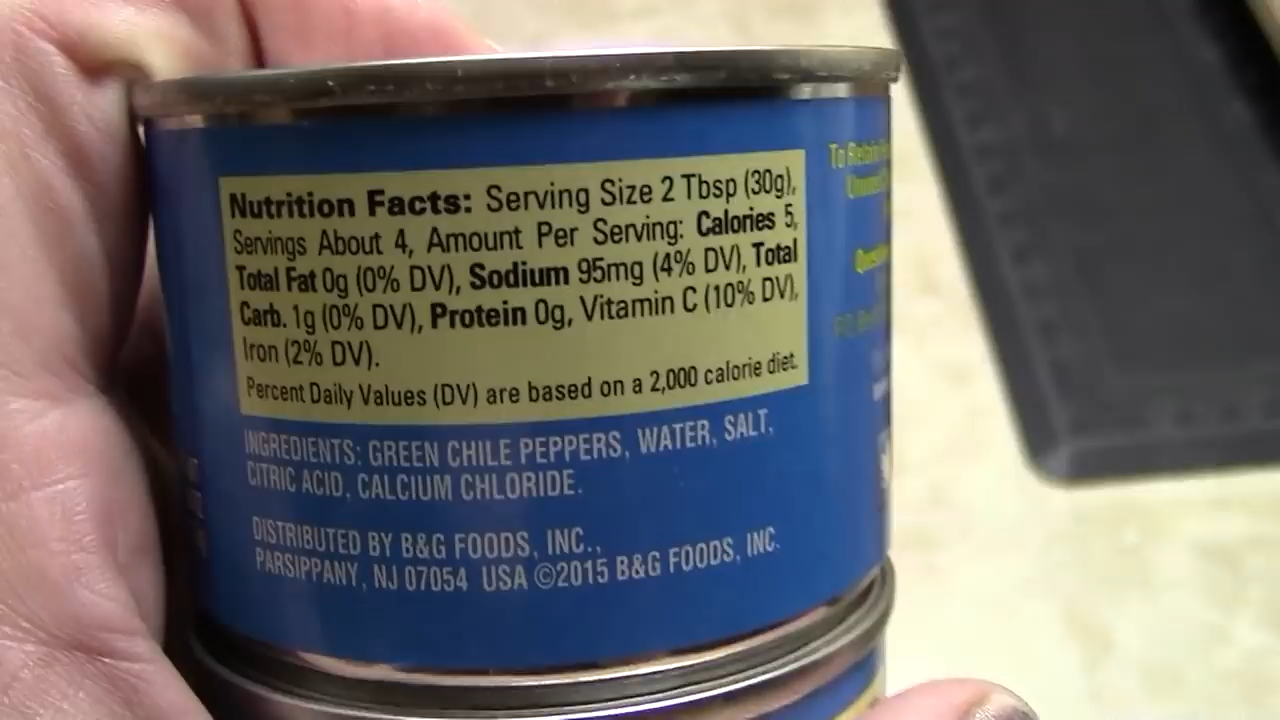 Nutrition Facts: Serving Size 2 Tbsp (30g),
Servings About 4, Amount Per Serving: Calories 5,
Total Fat 0g (0% DV), Sodium 95mg (4% DV), Total
Carb. 1g (0% DV), Protein 0g, Vitamin C (10% DV),
Iron (2% DV).
Percent Daily Values (DV) are based on a 2,000 calorie diet.
INGREDIENTS: GREEN CHILE PEPPERS, WATER, SALT,
CITRIC ACID, CALCIUM CHLORIDE.
DISTRIBUTED BY B&G FOODS, INC.,
PARSIPPANY, NJ 07054 USA ©2015 B&G FOODS, INC.
To